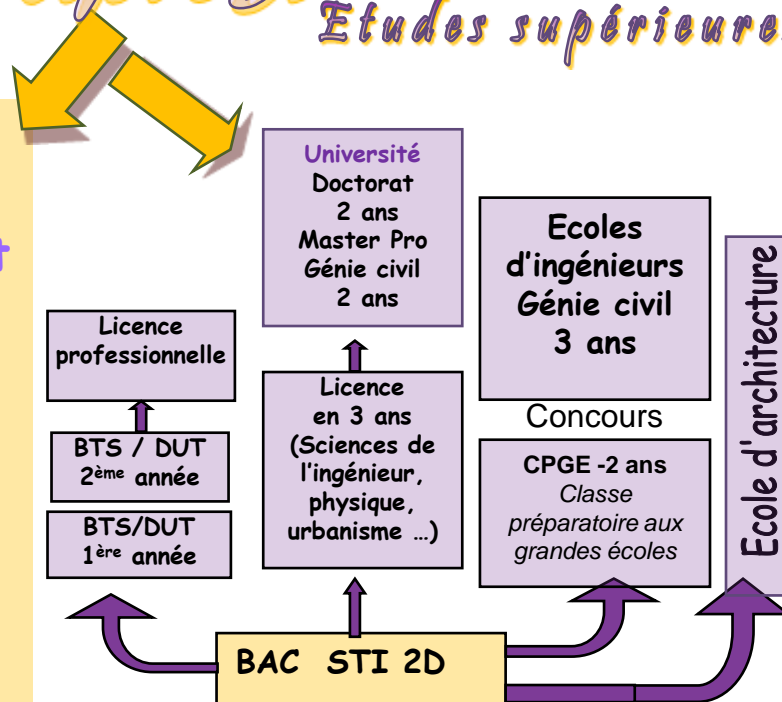 Etudes supérieures
Université
Doctorat
2 ans
Master Pro
Génie civil
2 ans
Ecoles
d'ingénieurs
Génie civil
3 ans
Ecole d'architecture
Licence
professionnelle
Licence
en 3 ans
(Sciences de
l'ingénieur,
physique,
urbanisme …)
Concours
BTS / DUT
2ème année
CPGE -2 ans
Classe
préparatoire aux
grandes écoles
BTS/DUT
1ère année
BAC STI 2D